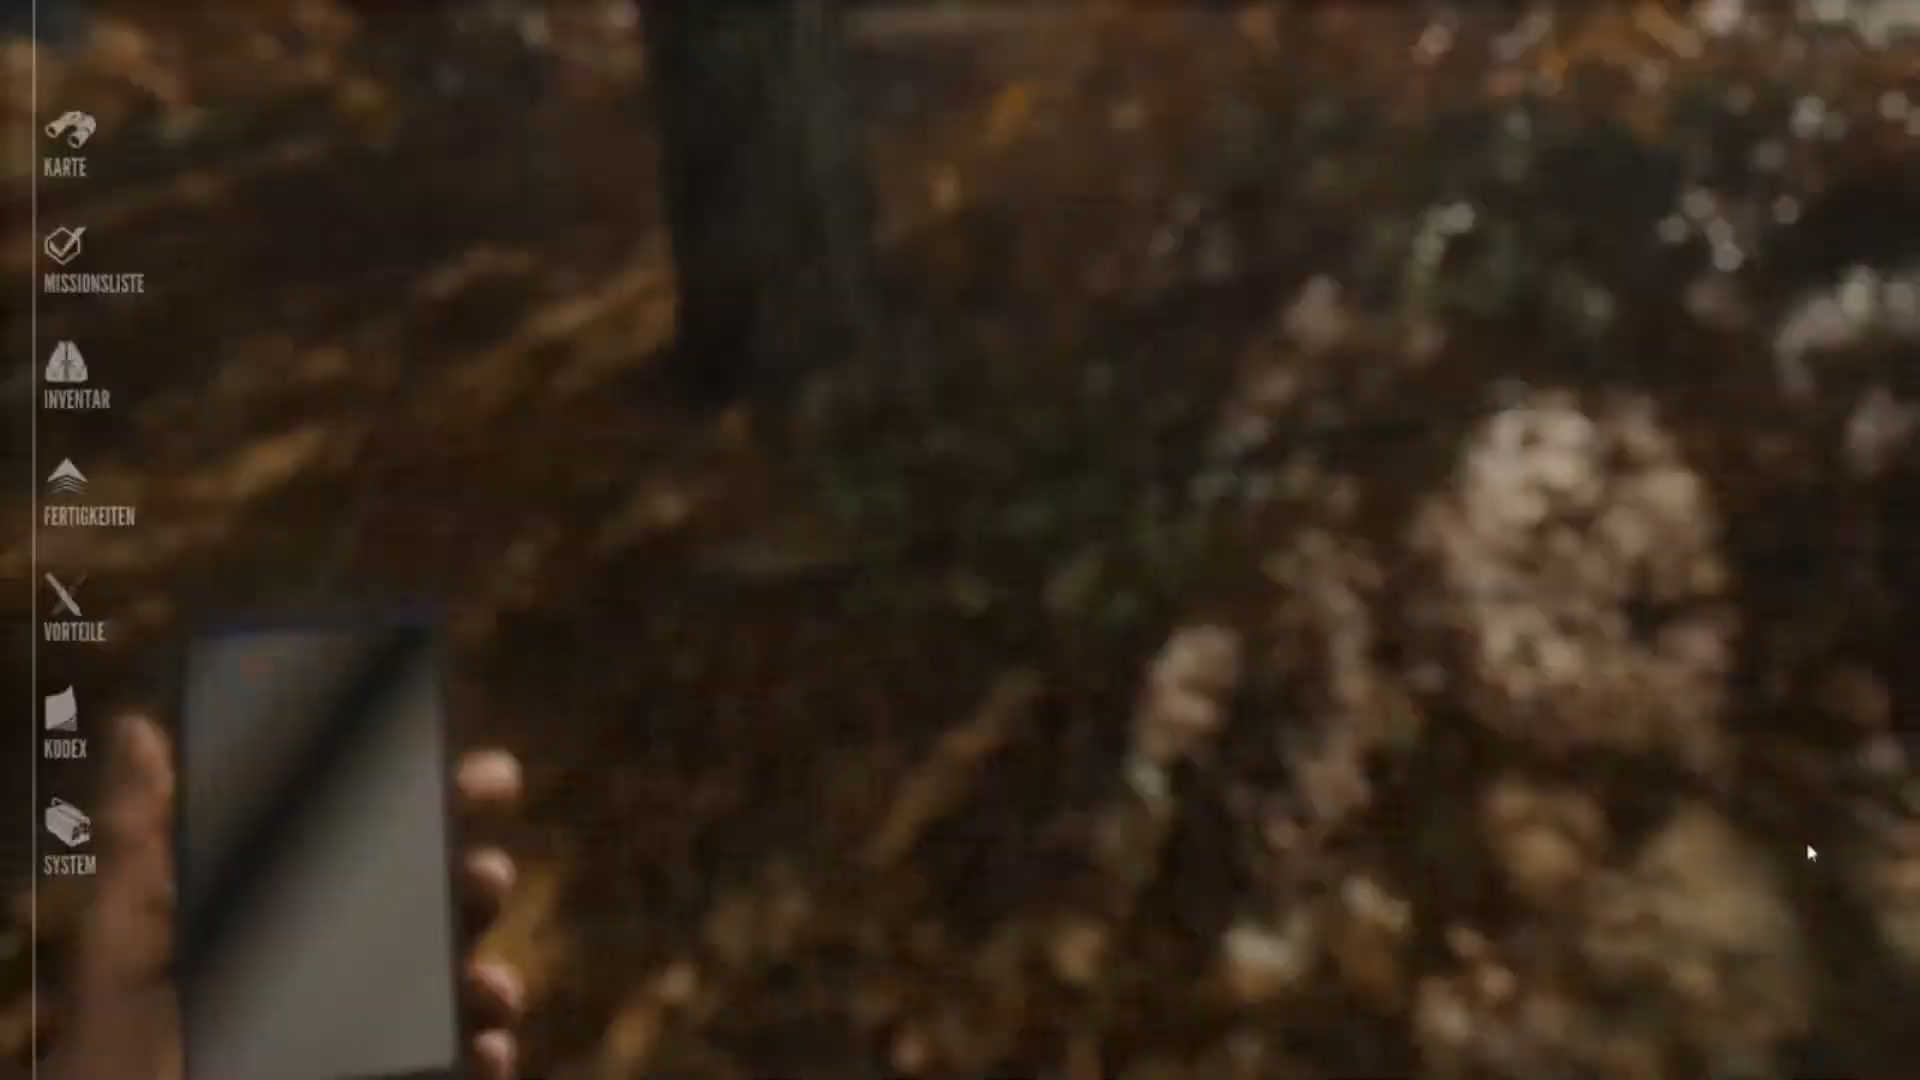 KARTE
MISSIONSLISTE
INVENTAR
FERTIGKEITEN
VORTEILE
KODEX
SYSTEM